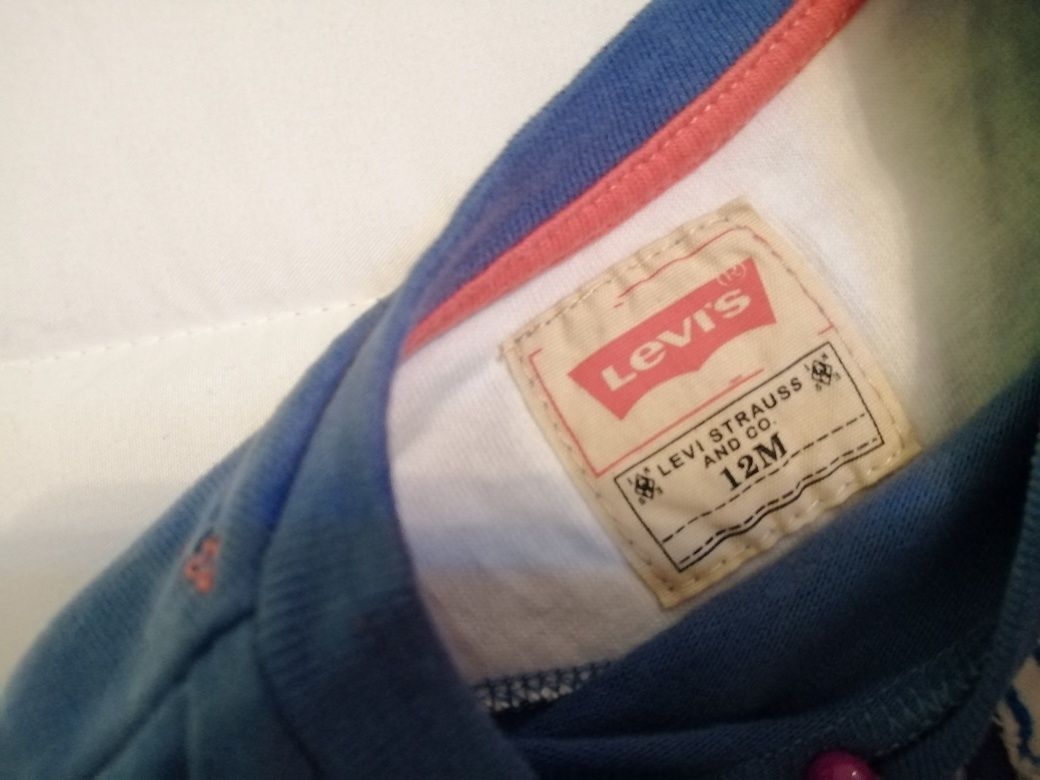 LEVI'S ®
LEVI STRAUSS
AND CO.
12M